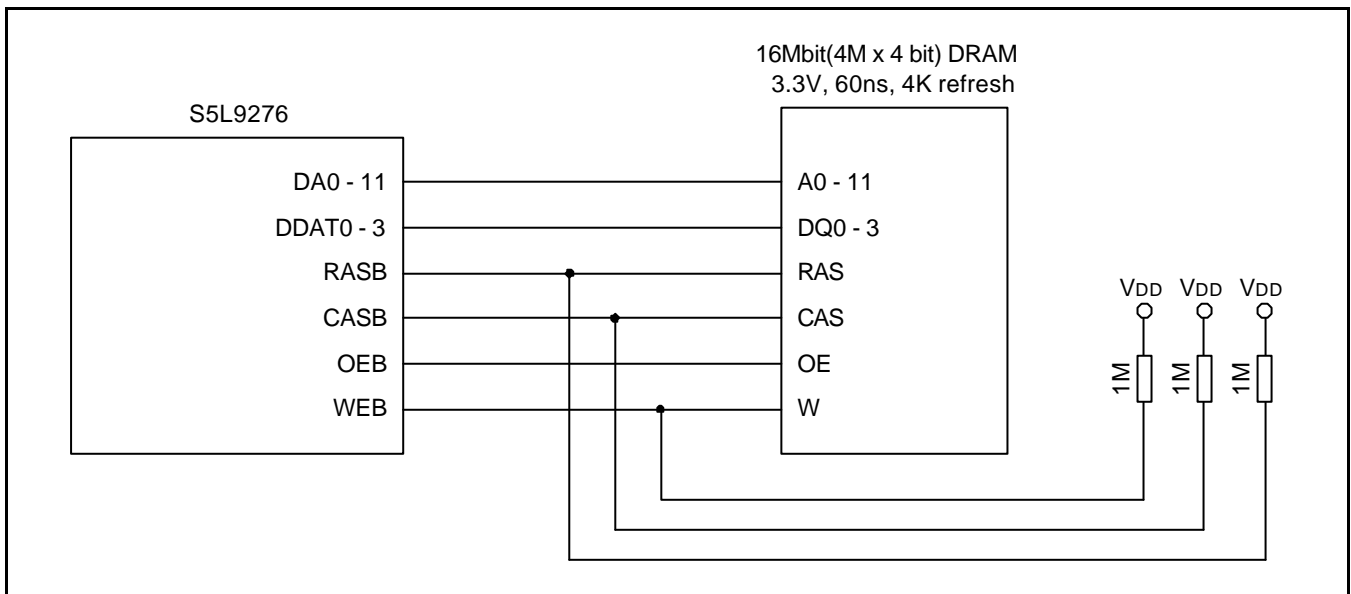 16Mbit(4M x 4 bit) DRAM
3.3V, 60ns, 4K refresh
S5L9276
DA0 - 11
A0 - 11
DDAT0 - 3
DQ0 - 3
RASB
RAS
CASB
CAS
OEB
OE
WEB
W
VDD VDD VDD
1M 1M 1M